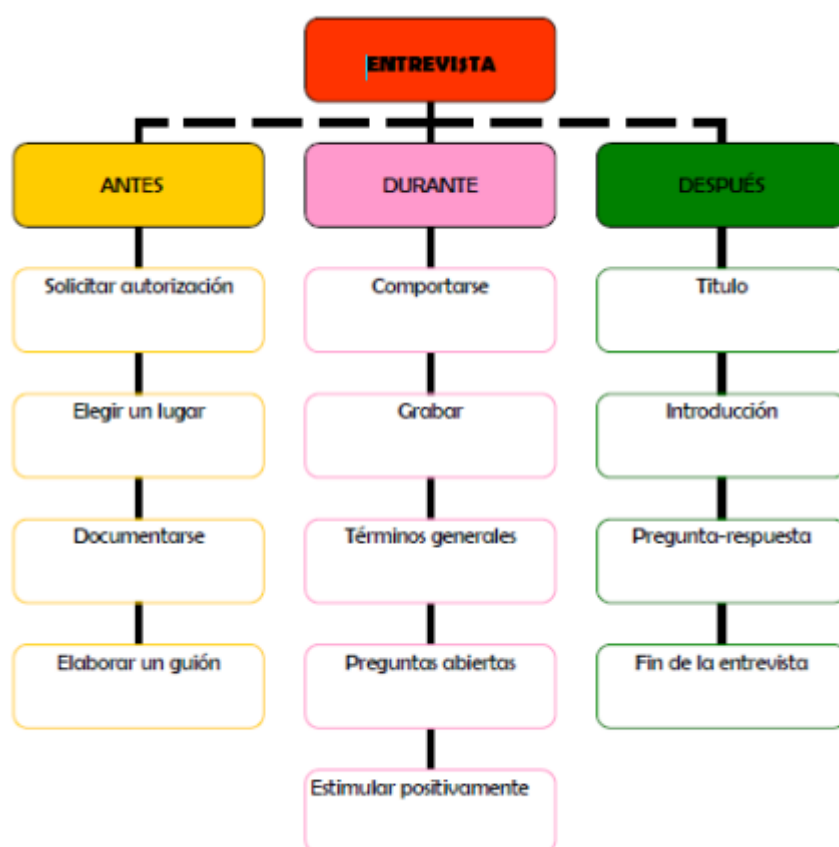 ENTREVISTA
ANTES
DURANTE
DESPUÉS
Solicitar autorización
Comportarse
Titulo
Elegir un lugar
Grabar
Introducción
Documentarse
Términos generales
Pregunta-respuesta
Elaborar un guión
Preguntas abiertas
Fin de la entrevista
Estimular positivamente